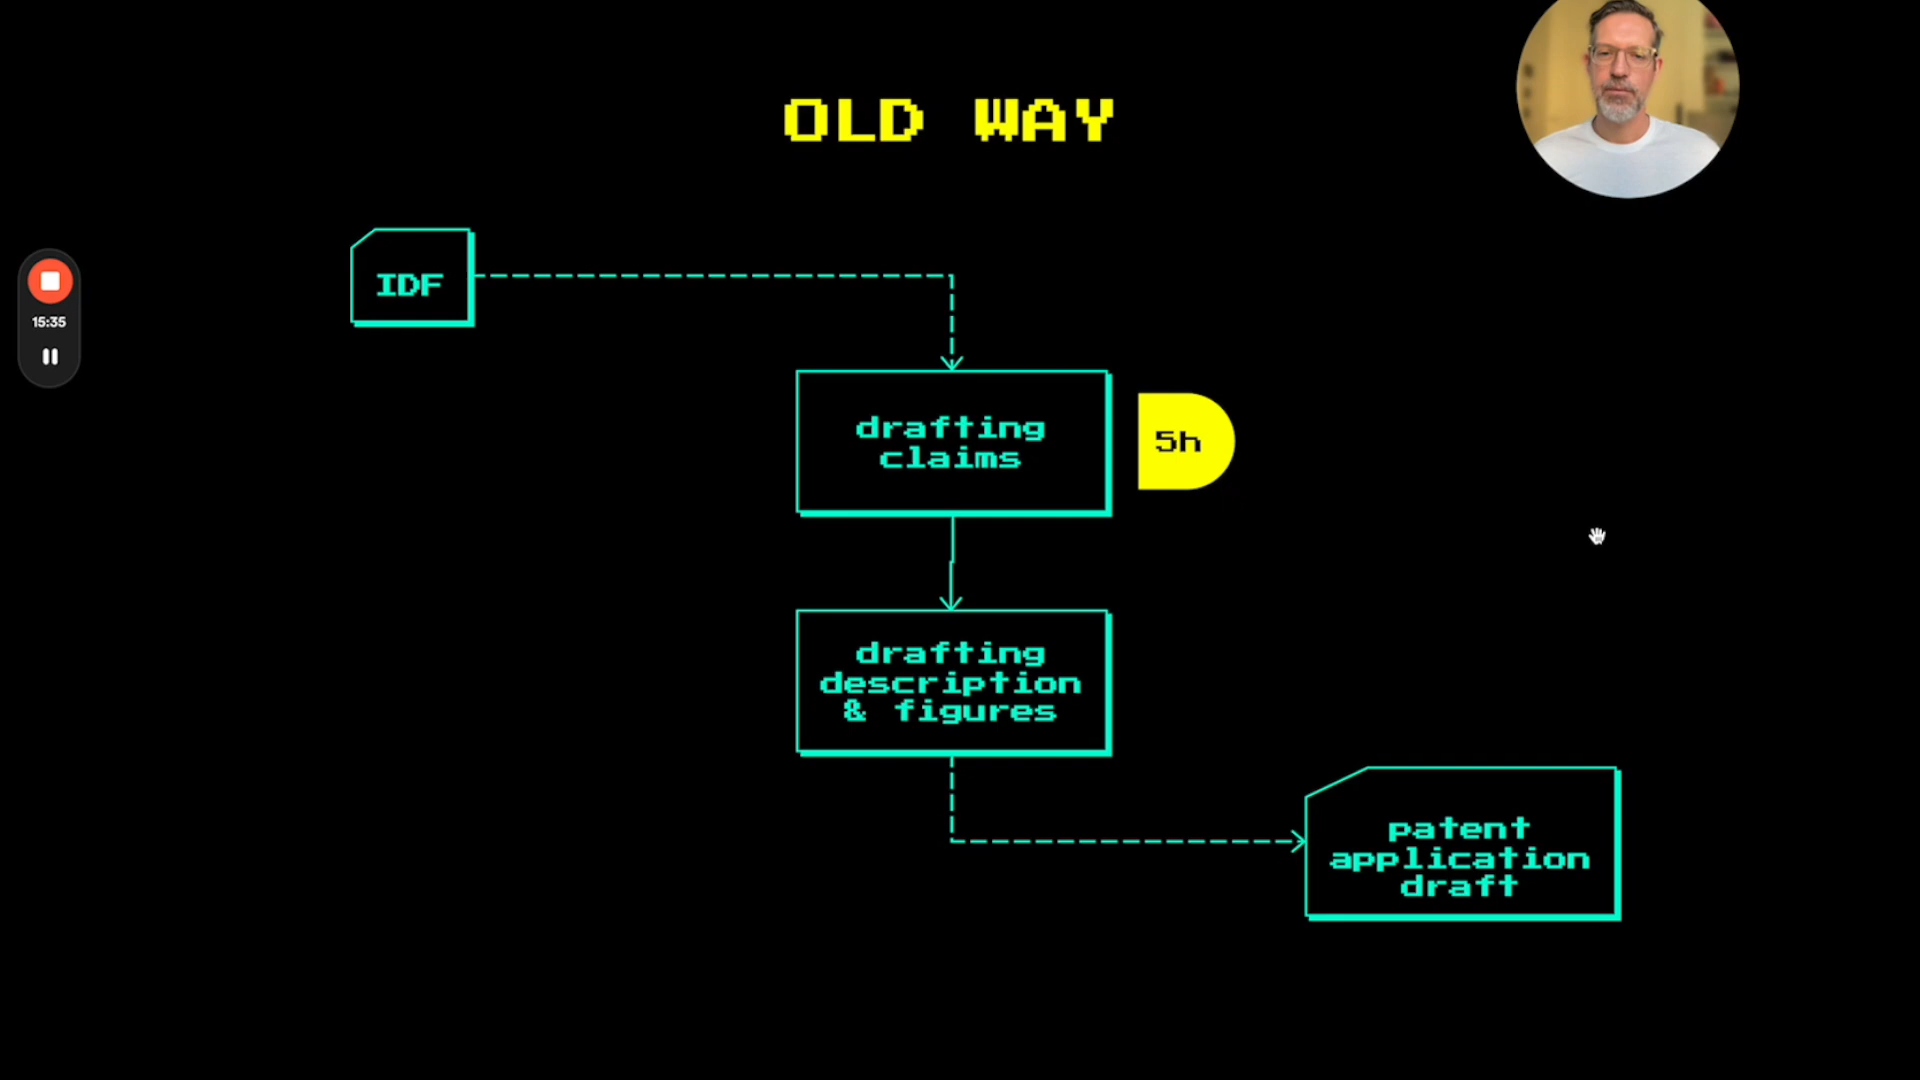 OLD WAY
IDF
15:35
drafting
claims
5h
drafting
description
& figures
patent
application
draft